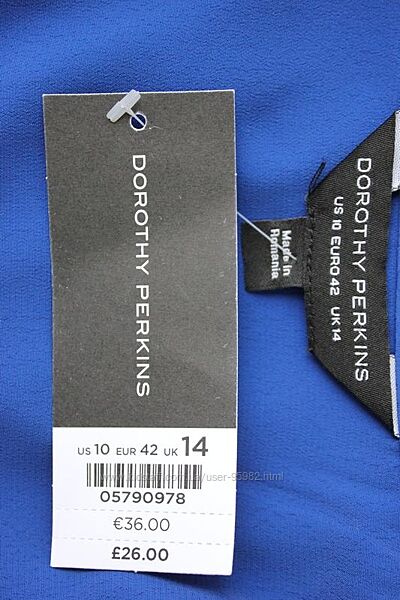 DOROTHY PERKINS
US 10 EUR 42 UK 14
05790978
€36.00
£26.00
Made in
Romania
DOROTHY PERKINS
US 10 EURO 42 UK14